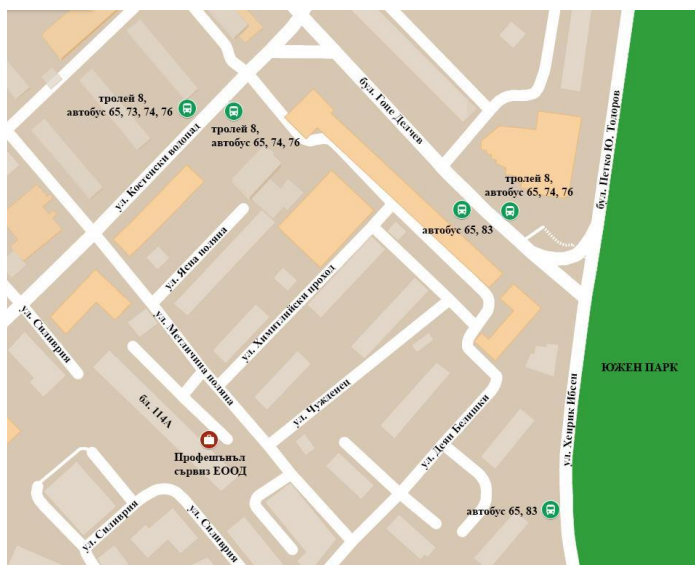 тролей 8,
автобус 65, 73, 74, 76
тролей 8,
автобус 65, 74, 76
бул. Гоце Делчев
бул. Петко Ю. Тодоров
ул. Костенски водопад
тролей 8,
автобус 65, 74, 76
автобус 65, 83
ул. Ясна поляна
ул. Химитлийски проход
ул. Силиврия
ул. Метличина поляна
ЮЖЕН ПАРК
бл. 114А
ул. Чужденец
ул. Хенрик Ибсен
ул. Деян Белишки
Профешънъл
сървиз ЕООД
автобус 65, 83
ул. Силиврия
ул. Силиврия